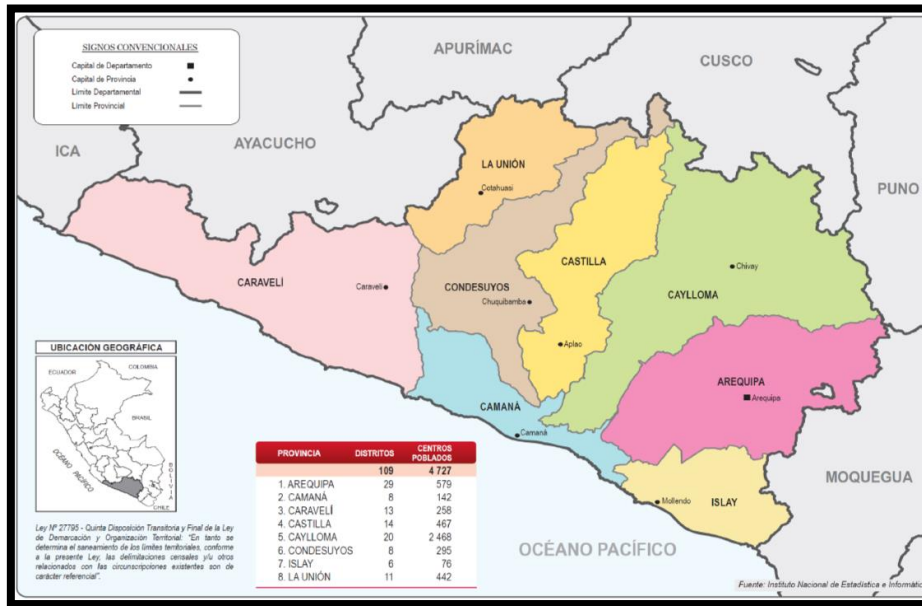 SIGNOS CONVENCIONALES
Capital de Departamento
Capital de Provincia
Límite Departamental
Límite Provincial
APURÍMAC
CUSCO
AYACUCHO
ICA
PUNO
LA UNIÓN
Cotahuasi
CARAVELÍ
Caravelí
CONDESUYOS
Chuquibamba
CASTILLA
Aplao
CAYLLOMA
Chivay
AREQUIPA
Arequipa
CAMANÁ
Camaná
ISLAY
Mollendo
MOQUEGUA
OCÉANO PACÍFICO
UBICACIÓN GEOGRÁFICA
ECUADOR
COLOMBIA
BRASIL
OCÉANO PACÍFICO
BOLIVIA
CHILE
PROVINCIA DISTRITOS CENTROS POBLADOS
109 4 727
1. AREQUIPA 29 579
2. CAMANÁ 8 142
3. CARAVELÍ 13 258
4. CASTILLA 14 467
5. CAYLLOMA 20 2 468
6. CONDESUYOS 8 295
7. ISLAY 6 76
8. LA UNIÓN 11 442
Ley Nº 27795 - Quinta Disposición Transitoria y Final de la Ley
de Demarcación y Organización Territorial: "En tanto se
determina el saneamiento de los límites territoriales, conforme
a la presente Ley, las delimitaciones censales y/u otros
relacionados con las circunscripciones existentes son de
carácter referencial".
Fuente: Instituto Nacional de Estadística e Informátic